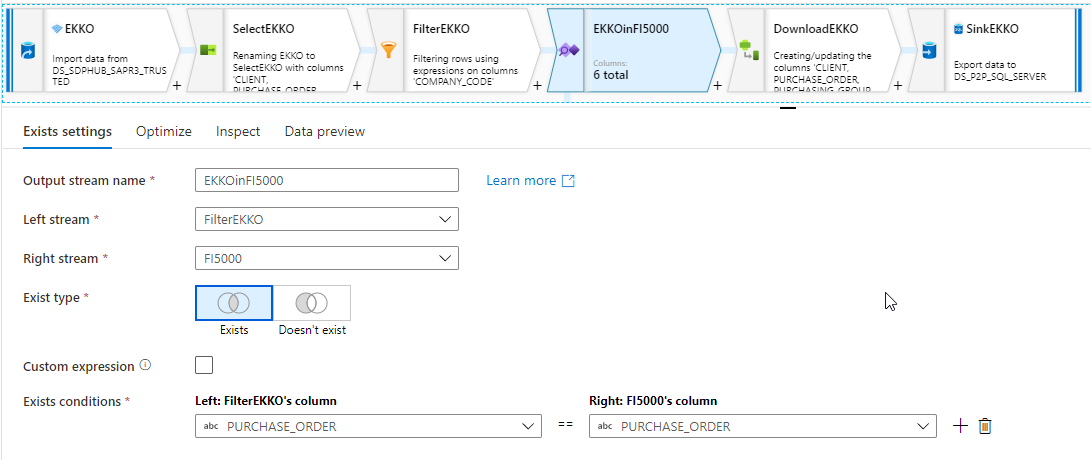 EKKO
Import data from
DS_SDPHUB_SAPR3_TRUS
TED
+
SelectEKKO
Renaming EKKO to
SelectEKKO with columns
'CLIENT,
PURCHASE_ORDER
+
FilterEKKO
Filtering rows using
expressions on columns
'COMPANY_CODE'
+
EKKOinFI5000
Columns:
6 total
+
DownloadEKKO
Creating/updating the
columns 'CLIENT,
PURCHASE_ORDER,
PURCHASING_GROUP
+
SinkEKKO
Export data to
DS_P2P_SQL_SERVER
Exists settings Optimize Inspect Data preview
Output stream name * EKKOinFI5000 Learn more
Left stream * FilterEKKO
Right stream * FI5000
Exist type *
Exists Doesn't exist
Custom expression
Exists conditions * Left: FilterEKKO's column Right: FI5000's column
abc PURCHASE_ORDER == abc PURCHASE_ORDER +